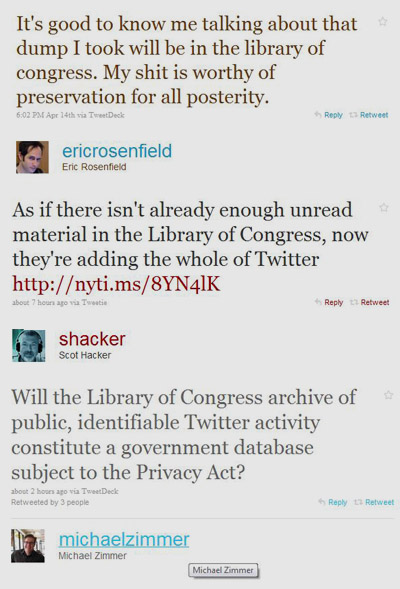 It's good to know me talking about that
dump I took will be in the library of
congress. My shit is worthy of
preservation for all posterity.
6:02 PM Apr 14th via TweetDeck
Reply Retweet
ericrosenfield
Eric Rosenfield
As if there isn't already enough unread
material in the Library of Congress, now
they're adding the whole of Twitter
http://nyti.ms/8YN4lK
about 7 hours ago via Tweetie
Reply Retweet
shacker
Scot Hacker
Will the Library of Congress archive of
public, identifiable Twitter activity
constitute a government database
subject to the Privacy Act?
about 2 hours ago via TweetDeck
Retweeted by 3 people
Reply Retweet
michaelzimmer
Michael Zimmer
Michael Zimmer